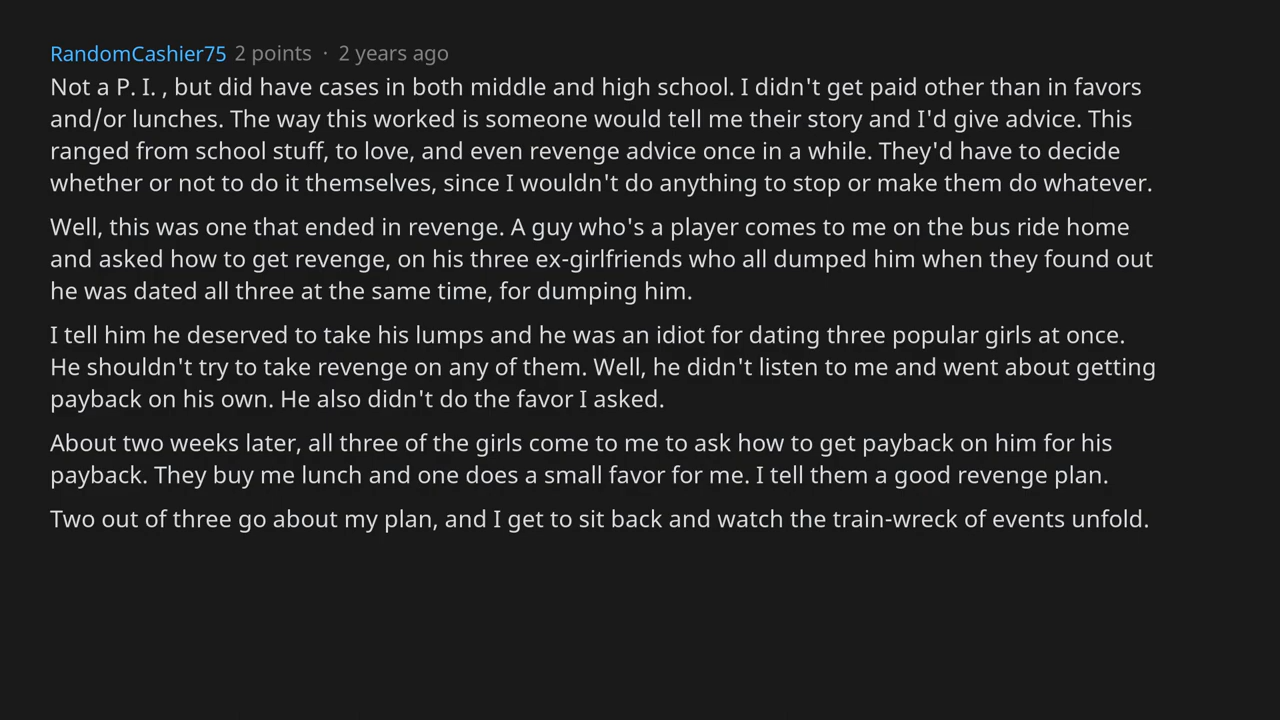 RandomCashier75 2 points · 2 years ago
Not a P. I. , but did have cases in both middle and high school. I didn't get paid other than in favors
and/or lunches. The way this worked is someone would tell me their story and I'd give advice. This
ranged from school stuff, to love, and even revenge advice once in a while. They'd have to decide
whether or not to do it themselves, since I wouldn't do anything to stop or make them do whatever.
Well, this was one that ended in revenge. A guy who's a player comes to me on the bus ride home
and asked how to get revenge, on his three ex-girlfriends who all dumped him when they found out
he was dated all three at the same time, for dumping him.
I tell him he deserved to take his lumps and he was an idiot for dating three popular girls at once.
He shouldn't try to take revenge on any of them. Well, he didn't listen to me and went about getting
payback on his own. He also didn't do the favor I asked.
About two weeks later, all three of the girls come to me to ask how to get payback on him for his
payback. They buy me lunch and one does a small favor for me. I tell them a good revenge plan.
Two out of three go about my plan, and I get to sit back and watch the train-wreck of events unfold.